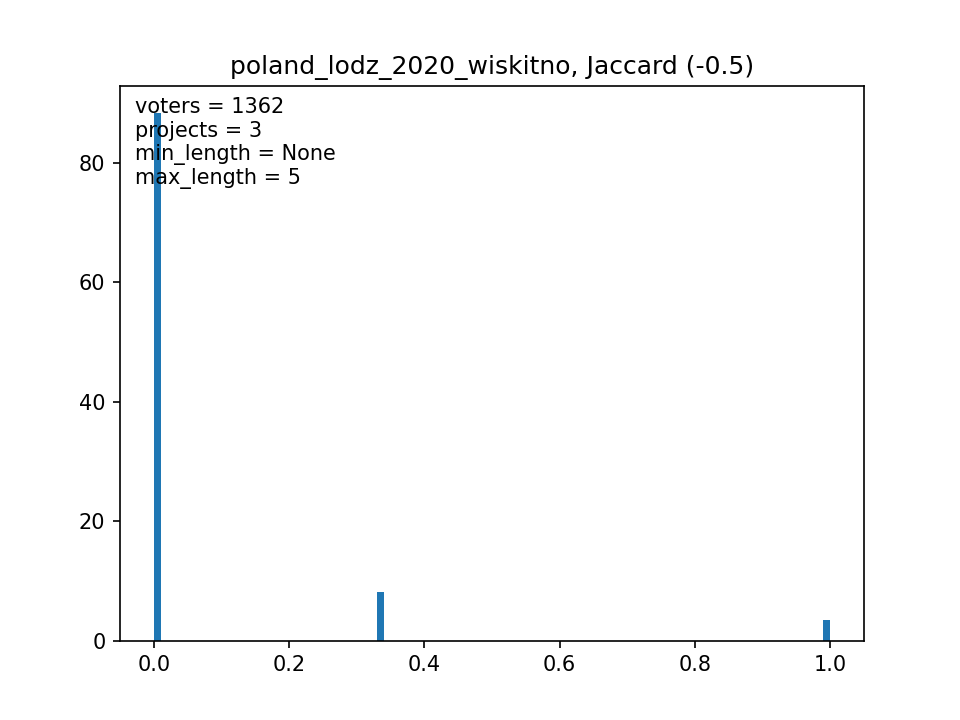 poland_lodz_2020_wiskitno, Jaccard (-0.5)
voters = 1362
projects = 3
min_length = None
max_length = 5
80
60
40
20
0
0.0 0.2 0.4 0.6 0.8 1.0